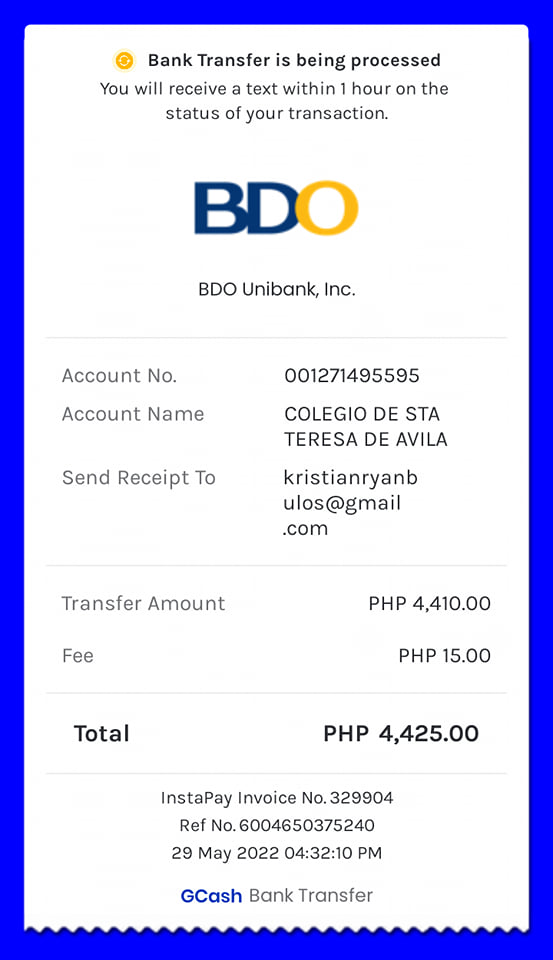 Bank Transfer is being processed
You will receive a text within 1 hour on the
status of your transaction.
BDO
BDO Unibank, Inc.
Account No. 001271495595
Account Name COLEGIO DE STA
TERESA DE AVILA
Send Receipt To kristianryanb
ulos@gmail
.com
Transfer Amount PHP 4,410.00
Fee PHP 15.00
Total PHP 4,425.00
InstaPay Invoice No. 329904
Ref No. 6004650375240
29 May 2022 04:32:10 PM
GCash Bank Transfer